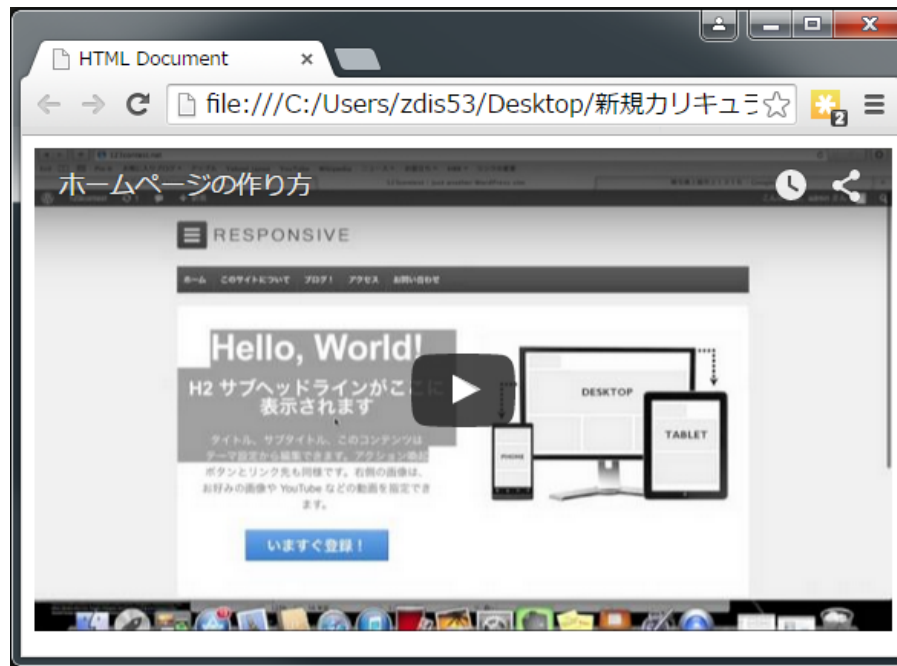 HTML Document
file:///C:/Users/zdis53/Desktop/新規カリキュラ
2
ホームページの作り方
RESPONSIVE
ホーム このサイトについて ブログ! アクセス お問い合わせ
Hello, World!
H2 サブヘッドラインがここに
表示されます
DESKTOP
TABLET
PHONE
タイトル、サブタイトル、このコンテンツは
テーマ設定から編集できます。アクション喚起
ボタンとリンク先も同様です。右側の画像は、
お好みの画像や YouTube などの動画を指定でき
ます。
いますぐ登録！